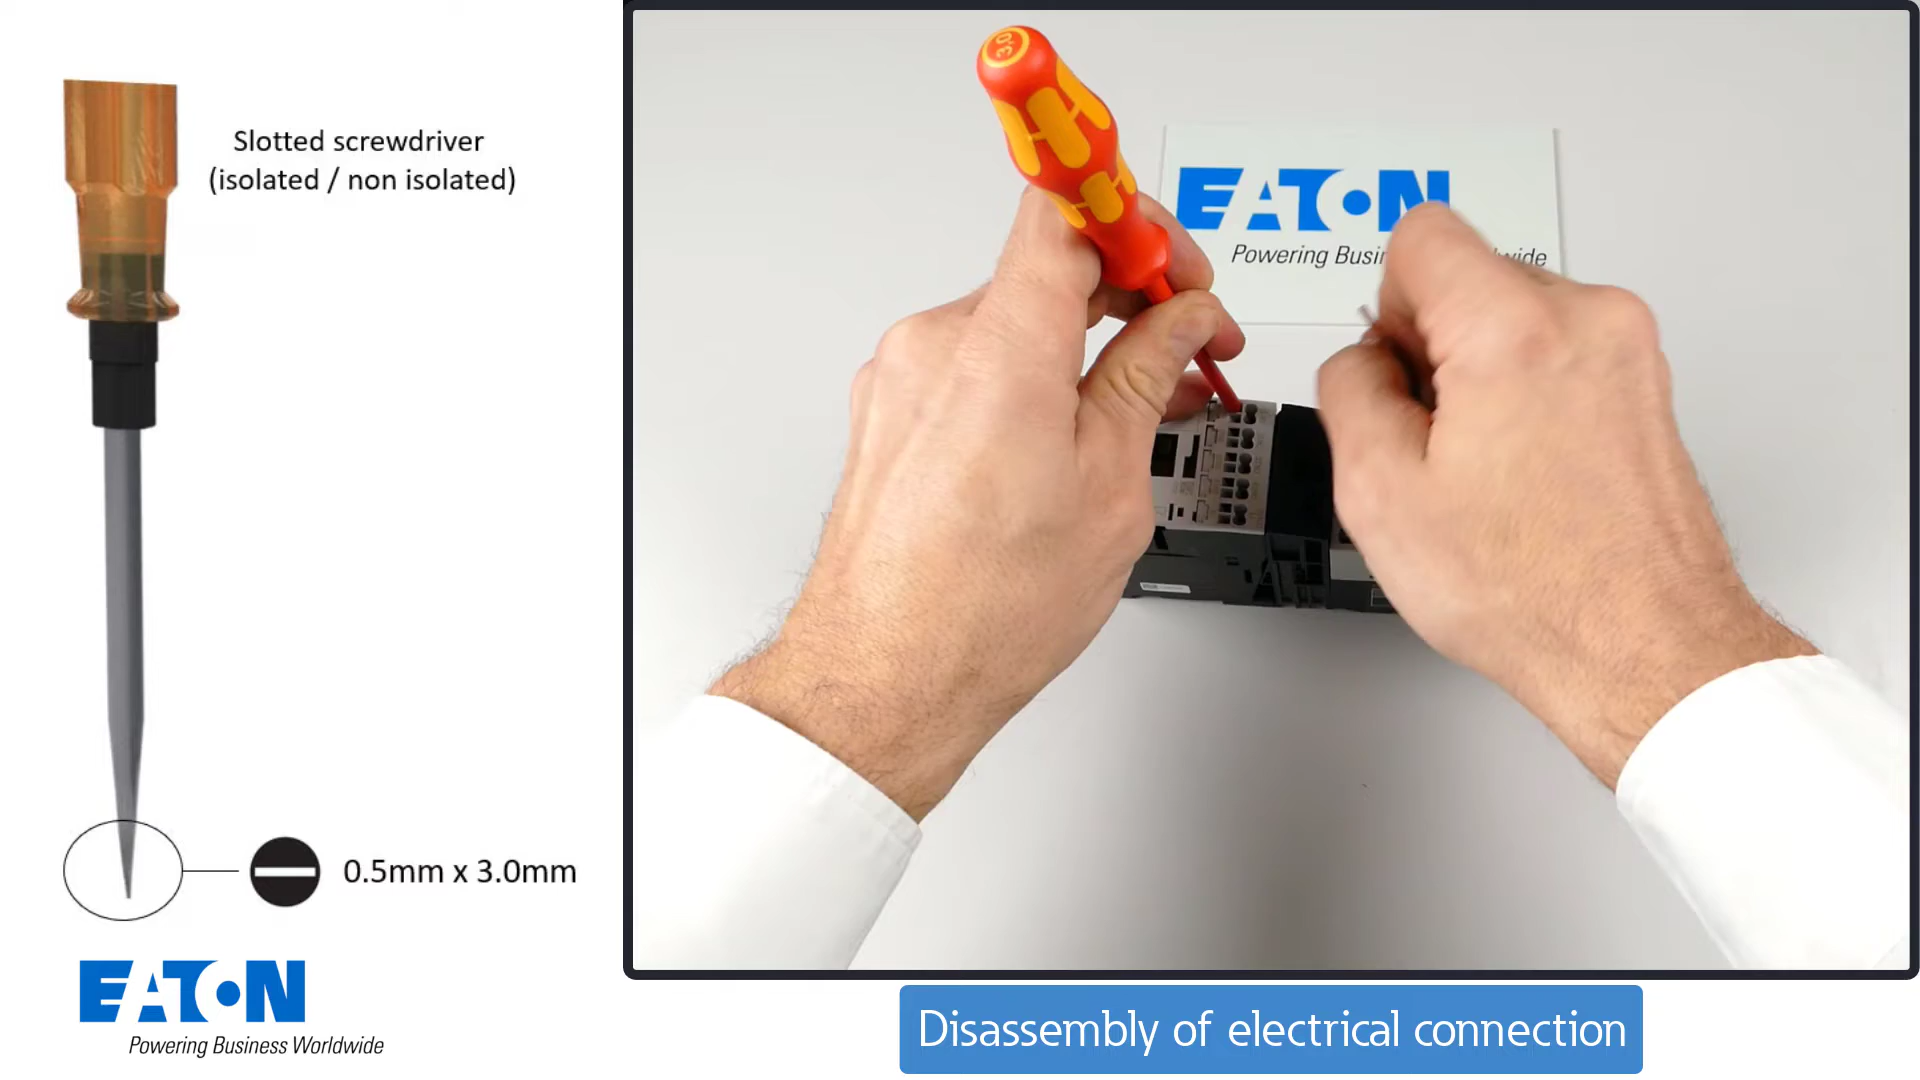 Slotted screwdriver
(isolated / non isolated)
0.5mm x 3.0mm
EATON
Powering Business Worldwide
3.0
EATON
Powering Busi wide
Disassembly of electrical connection